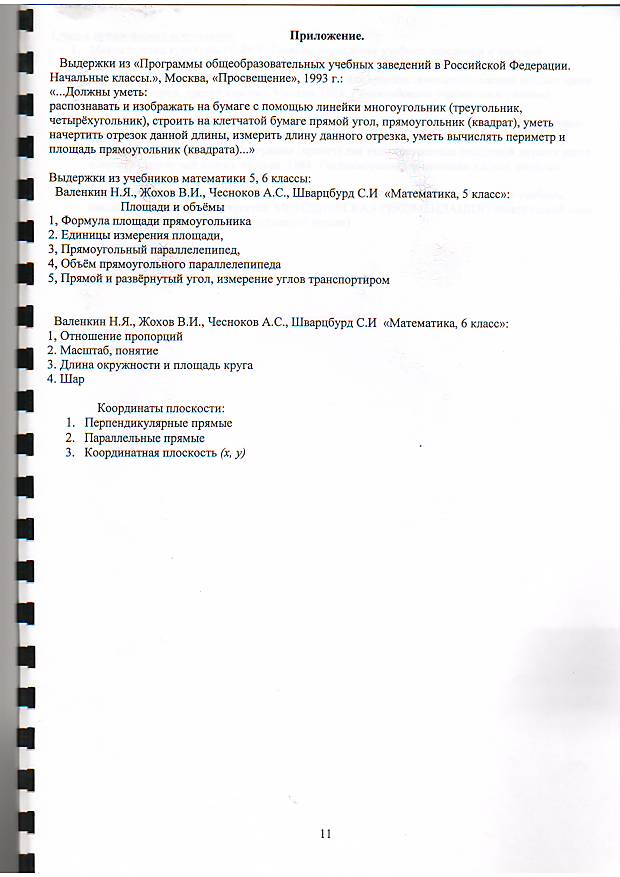 Приложение.
Выдержки из «Программы общеобразовательных учебных заведений в Российской Федерации.
Начальные классы.», Москва, «Просвещение», 1993 г.:
«...Должны уметь:
распознавать и изображать на бумаге с помощью линейки многоугольник (треугольник,
четырёхугольник), строить на клетчатой бумаге прямой угол, прямоугольник (квадрат), уметь
начертить отрезок данной длины, измерить длину данного отрезка, уметь вычислять периметр и
площадь прямоугольник (квадрата)...»
Выдержки из учебников математики 5, 6 классы:
Валенкин Н.Я., Жохов В.И., Чесноков А.С., Шварцбурд С.И «Математика, 5 класс»:
Площади и объёмы
1, Формула площади прямоугольника
2. Единицы измерения площади,
3, Прямоугольный параллелепипед,
4, Объём прямоугольного параллелепипеда
5, Прямой и развёрнутый угол, измерение углов транспортиром
Валенкин Н.Я., Жохов В.И., Чесноков А.С., Шварцбурд С.И «Математика, 6 класс»:
1, Отношение пропорций
2. Масштаб, понятие
3. Длина окружности и площадь круга
4. Шар
Координаты плоскости:
1. Перпендикулярные прямые
2. Параллельные прямые
3. Координатная плоскость (x, y)
11